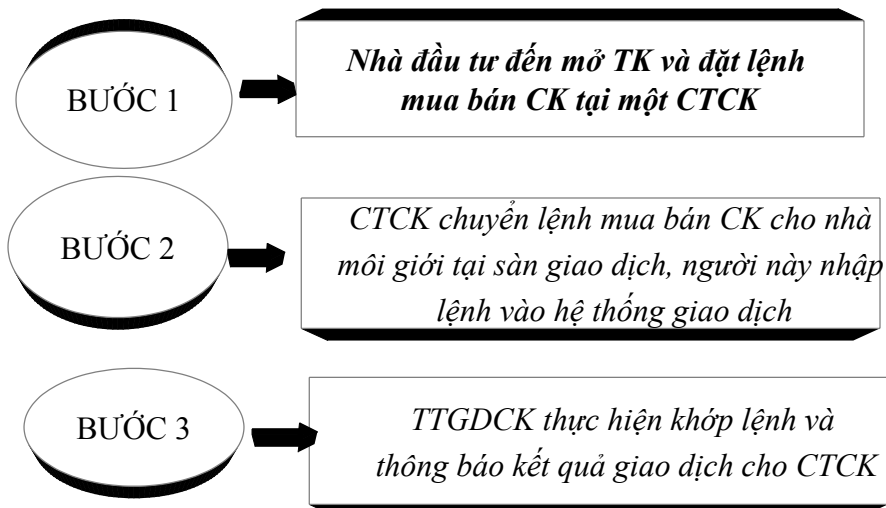 BƯỚC 1
Nhà đầu tư đến mở TK và đặt lệnh
mua bán CK tại một CTCK
BƯỚC 2
CTCK chuyển lệnh mua bán CK cho nhà
môi giới tại sàn giao dịch, người này nhập
lệnh vào hệ thống giao dịch
BƯỚC 3
TTGDCK thực hiện khớp lệnh và
thông báo kết quả giao dịch cho CTCK